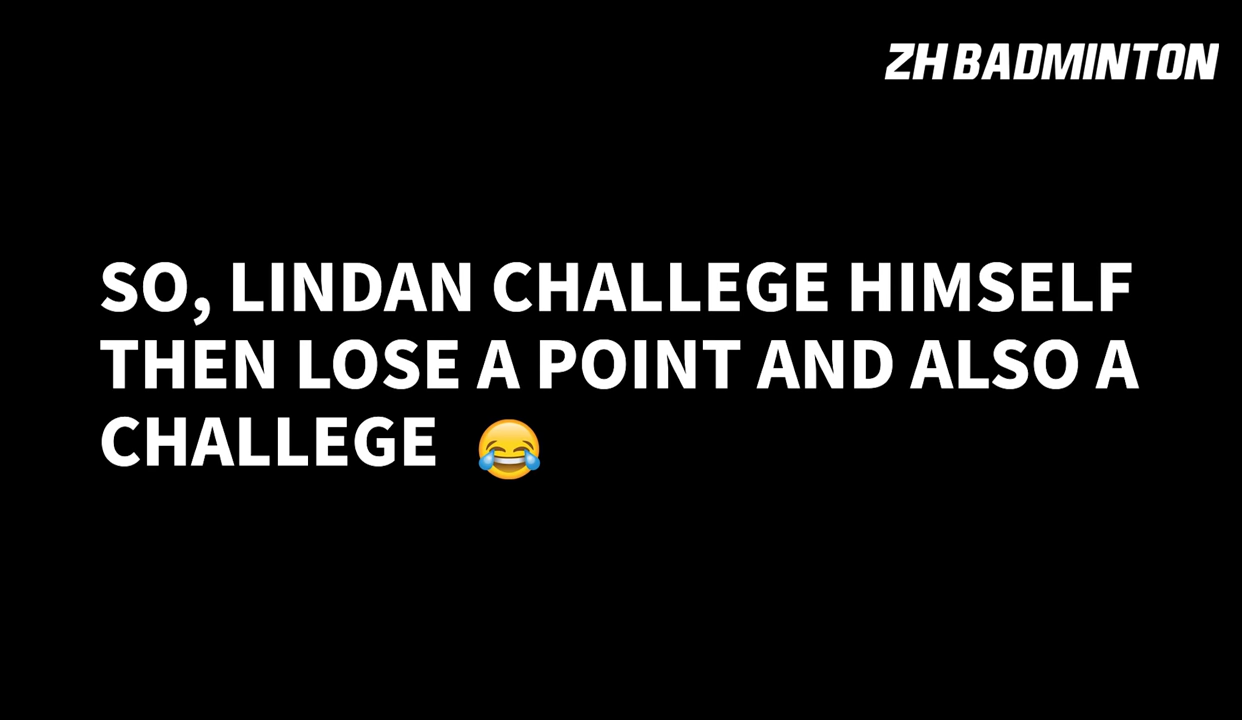 ZH BADMINTON
SO, LINDAN CHALLEGE HIMSELF
THEN LOSE A POINT AND ALSO A
CHALLEGE 😂